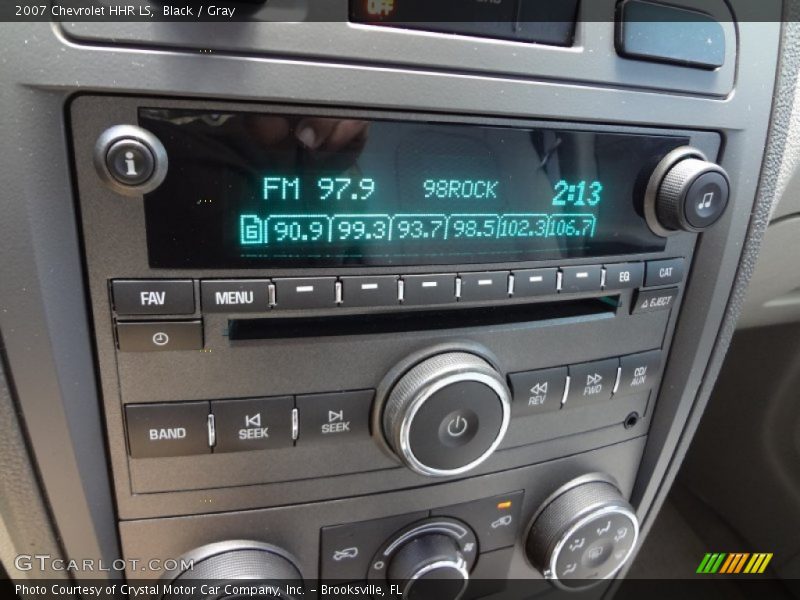 2007 Chevrolet HHR LS,  Black / Gray
OFF
i
FM 97.9 98ROCK 2:13
6 90.9 99.3 93.7 98.5 102.3 106.7
FAV MENU EQ CAT
EJECT
BAND SEEK SEEK REV FWD CD/AUX
GTCARLOT.COM
Photo Courtesy of Crystal Motor Car Company, Inc. - Brooksville, FL